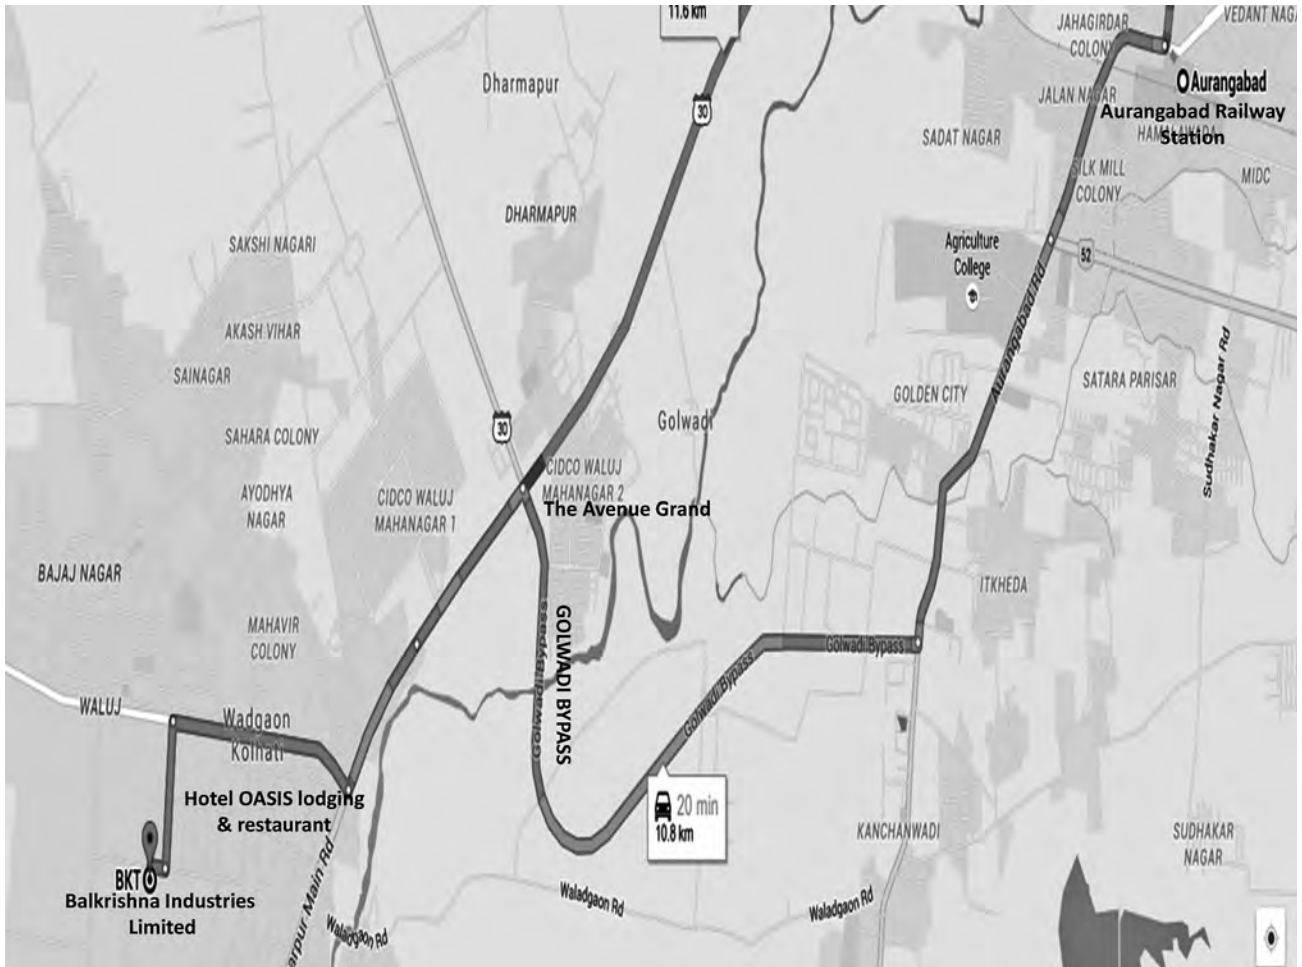 11.6 km
JAHAGIRDAR
COLONY
VEDANT NAGA
Dharmapur
30
Aurangabad
JALAN NAGAR
Aurangabad Railway
Station
SADAT NAGAR
SILK MILL
COLONY
MIDC
DHARMAPUR
SAKSHI NAGARI
Agriculture
College
52
AKASH VIHAR
SAINAGAR
Aurangabad Rd
SATARA PARISAR
Sudhakar Nagar Rd
GOLDEN CITY
Golwadi
30
SAHARA COLONY
CIDCO WALUJ
MAHANAGAR 2
AYODHYA
NAGAR
CIDCO WALUJ
MAHANAGAR 1
The Avenue Grand
BAJAJ NAGAR
ITKHEDA
MAHAVIR
COLONY
Golwadi Bypass
GOLWADI BYPASS
Golwadi Bypass
Golwadi Bypass
WALUJ
Wadgaon
Kolhati
Hotel OASIS lodging
& restaurant
20 min
10.8 km
KANCHANWADI
SUDHAKAR
NAGAR
BKT
Balkrishna Industries
Limited
arpur Main Rd
Waladgaon Rd
Waladgaon Rd
Waladgaon Rd